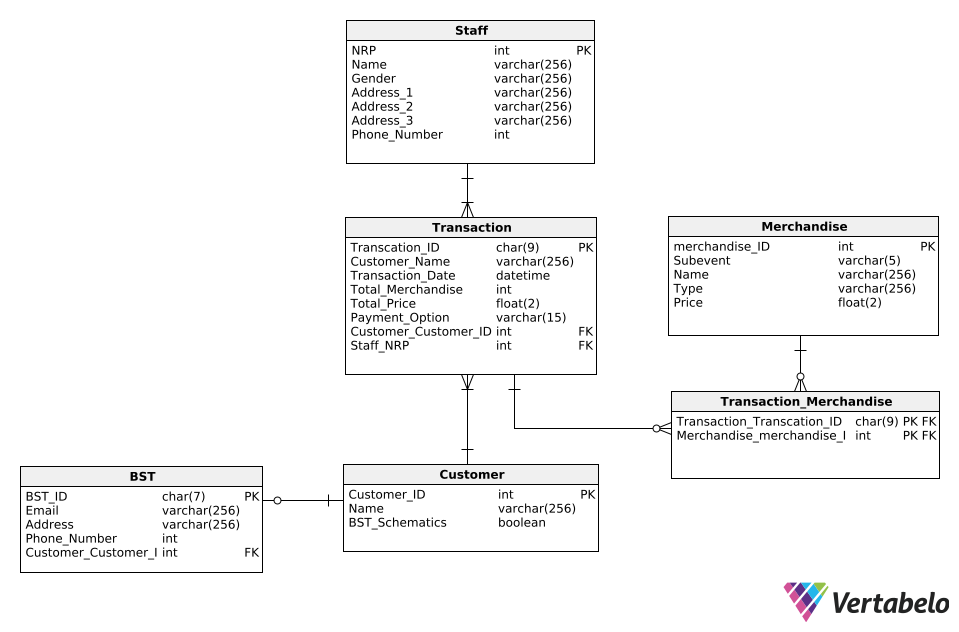 Staff
NRP int PK
Name varchar(256)
Gender varchar(256)
Address_1 varchar(256)
Address_2 varchar(256)
Address_3 varchar(256)
Phone_Number int
Transaction
Transcation_ID char(9) PK
Customer_Name varchar(256)
Transaction_Date datetime
Total_Merchandise int
Total_Price float(2)
Payment_Option varchar(15)
Customer_Customer_ID int FK
Staff_NRP int FK
Merchandise
merchandise_ID int PK
Subevent varchar(5)
Name varchar(256)
Type varchar(256)
Price float(2)
Transaction_Merchandise
Transaction_Transcation_ID char(9) PK FK
Merchandise_merchandise_I int PK FK
BST
BST_ID char(7) PK
Email varchar(256)
Address varchar(256)
Phone_Number int
Customer_Customer_I int FK
Customer
Customer_ID int PK
Name varchar(256)
BST_Schematics boolean
Vertabelo